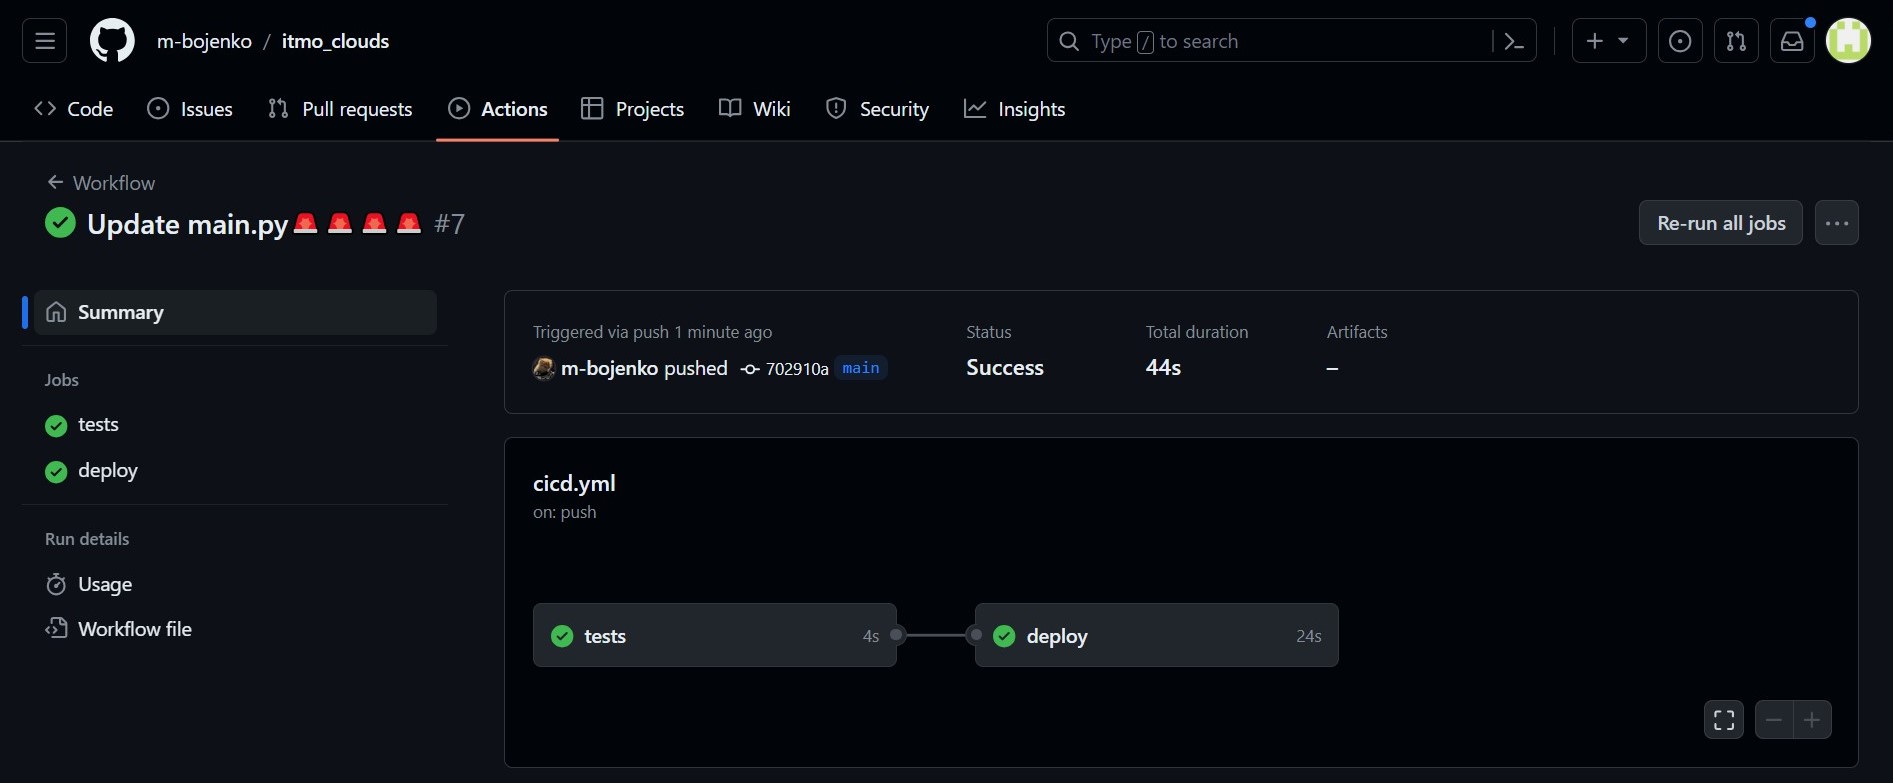 m-bojenko / itmo_clouds
Type / to search
Code Issues Pull requests Actions Projects Wiki Security Insights
Workflow
Update main.py🚨🚨🚨🚨 #7
Re-run all jobs
Summary
Jobs
tests
deploy
Run details
Usage
Workflow file
Triggered via push 1 minute ago
m-bojenko pushed 702910a main
Status
Success
Total duration
44s
Artifacts
–
cicd.yml
on: push
tests 4s
deploy 24s